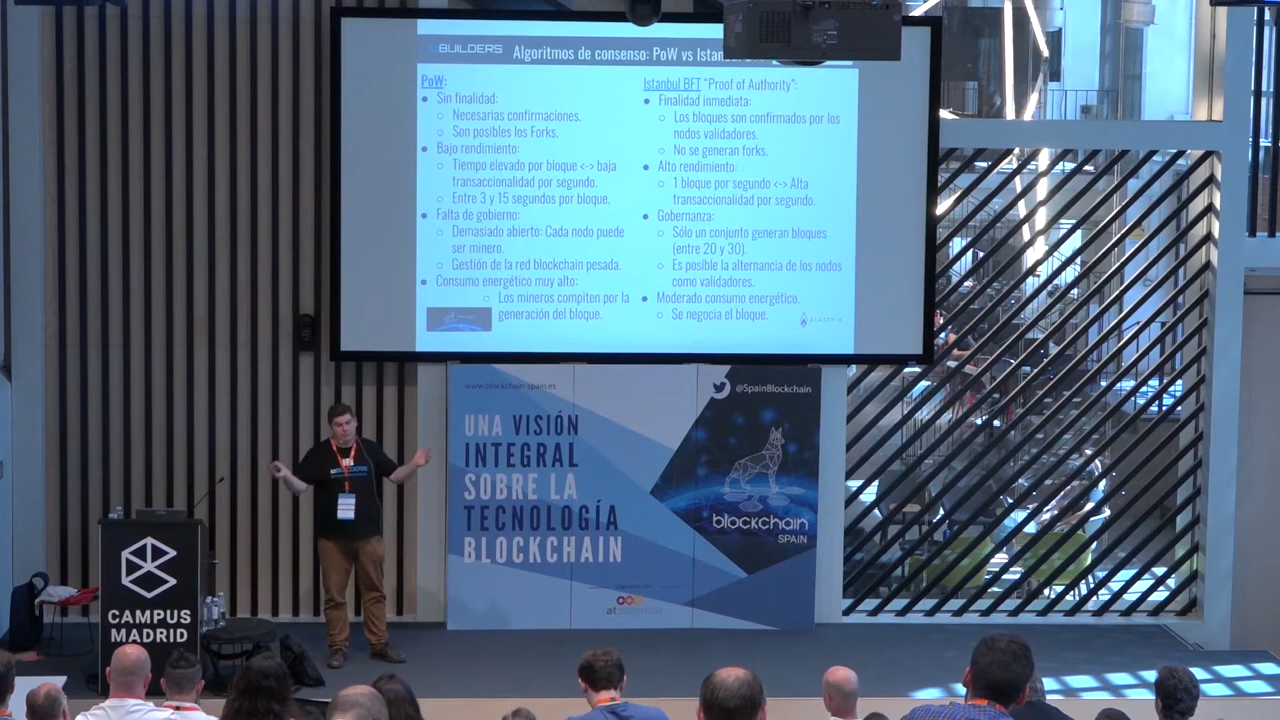 BUILDERS
Algoritmos de consenso: PoW vs
PoW:
● Sin finalidad:
○ Necesarias confirmaciones.
○ Son posibles los Forks.
● Bajo rendimiento:
○ Tiempo elevado por bloque <-> baja
transaccionalidad por segundo.
○ Entre 3 y 15 segundos por bloque.
● Falta de gobierno:
○ Demasiado abierto: Cada nodo puede
ser minero.
○ Gestión de la red blockchain pesada.
● Consumo energético muy alto:
○ Los mineros compiten por la
generación del bloque.
Istanbul BFT "Proof of Authority":
● Finalidad inmediata:
○ Los bloques son confirmados por los
nodos validadores.
○ No se generan forks.
● Alto rendimiento:
○ 1 bloque por segundo <-> Alta
transaccionalidad por segundo.
● Gobernanza:
○ Sólo un conjunto generan bloques
(entre 20 y 30).
○ Es posible la alternancia de los nodos
como validadores.
● Moderado consumo energético.
○ Se negocia el bloque.
ALASTRIA
www.blockchain-spain.es
@SpainBlockchain
UNA VISIÓN
INTEGRAL
SOBRE LA
TECNOLOGÍA
BLOCKCHAIN
blockchain
SPAIN
atsistemas
BUILDERS
CAMPUS
MADRID